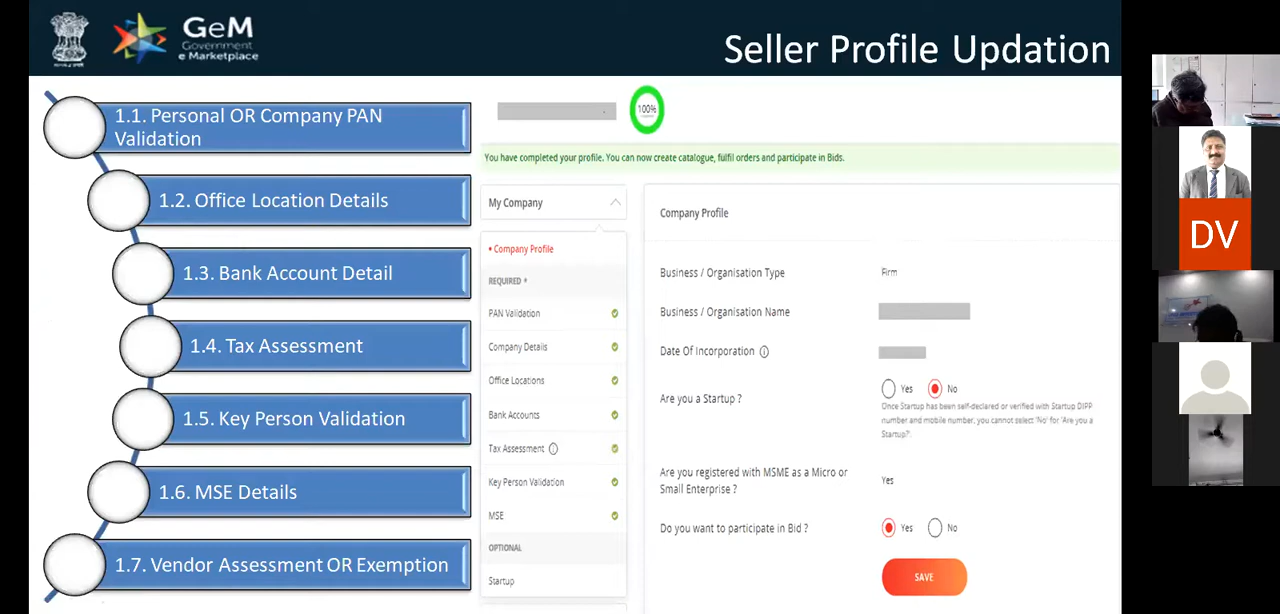 GeM
Government
e Marketplace
Seller Profile Updation
1.1. Personal OR Company PAN
Validation
1.2. Office Location Details
1.3. Bank Account Detail
1.4. Tax Assessment
1.5. Key Person Validation
1.6. MSE Details
1.7. Vendor Assessment OR Exemption
100%
You have completed your profile. You can now create catalogue, fulfil orders and participate in Bids.
My Company
• Company Profile
REQUIRED *
PAN Validation
Company Details
Office Locations
Bank Accounts
Tax Assessment
Key Person Validation
MSE
OPTIONAL
Startup
Company Profile
Business / Organisation Type
Firm
Business / Organisation Name
Date Of Incorporation
Are you a Startup ?
Yes
No
Once Startup has been self-declared or verified with Startup DIPP
number and mobile number, you cannot select 'No' for 'Are you a
Startup?'.
Are you registered with MSME as a Micro or
Small Enterprise ?
Yes
Do you want to participate in Bid ?
Yes
No
SAVE
DV